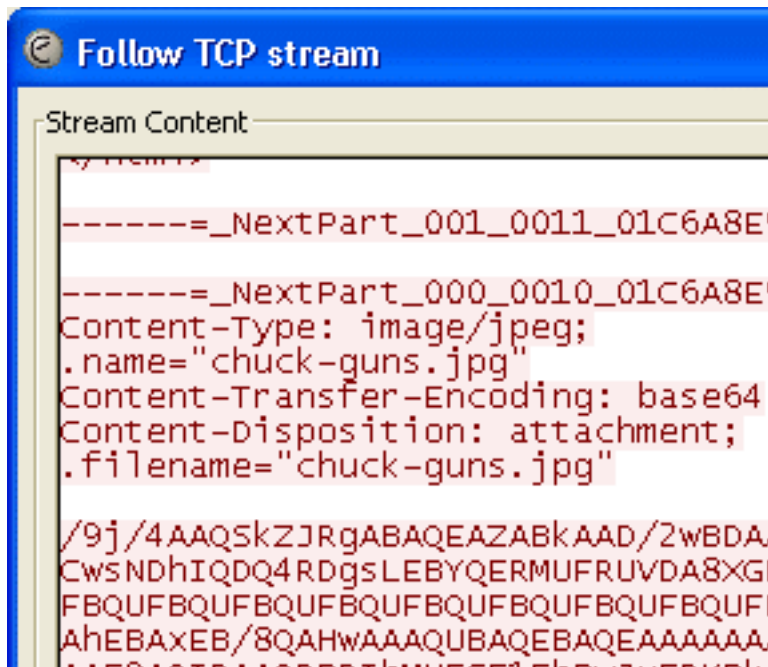 Follow TCP stream
Stream Content
------=_NextPart_001_0011_01C6A8E
------=_NextPart_000_0010_01C6A8E
Content-Type: image/jpeg;
.name="chuck-guns.jpg"
Content-Transfer-Encoding: base64
Content-Disposition: attachment;
.filename="chuck-guns.jpg"
/9j/4AAQSkZJRgABAQEAZABkAAD/2wBDAA
CwsNDhIQDQ4RDgsLEBYQERMUFRUVDA8XG
FBQUFBQUFBQUFBQUFBQUFBQUFBQUFBQUF
AhEBAxEB/8QAHwAAAQUBAQEBAQEAAAAAA